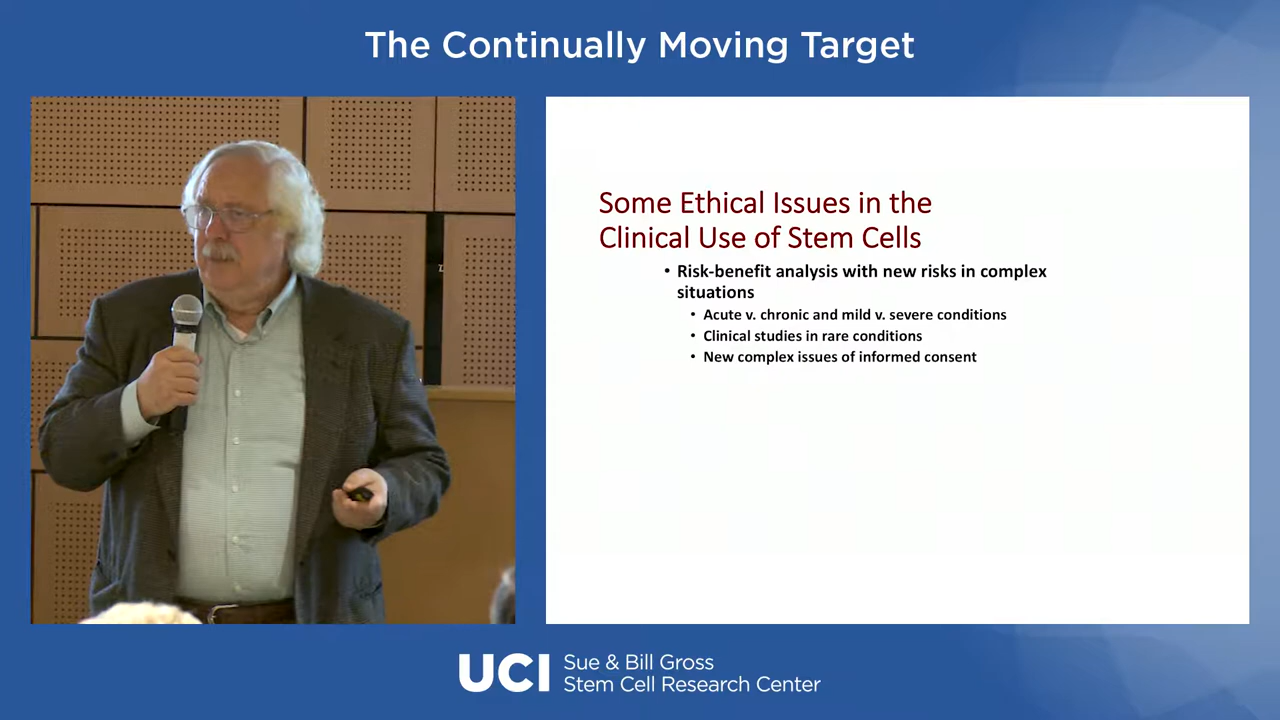 The Continually Moving Target
Some Ethical Issues in the
Clinical Use of Stem Cells
• Risk-benefit analysis with new risks in complex
situations
• Acute v. chronic and mild v. severe conditions
• Clinical studies in rare conditions
• New complex issues of informed consent
UCI
Sue & Bill Gross
Stem Cell Research Center